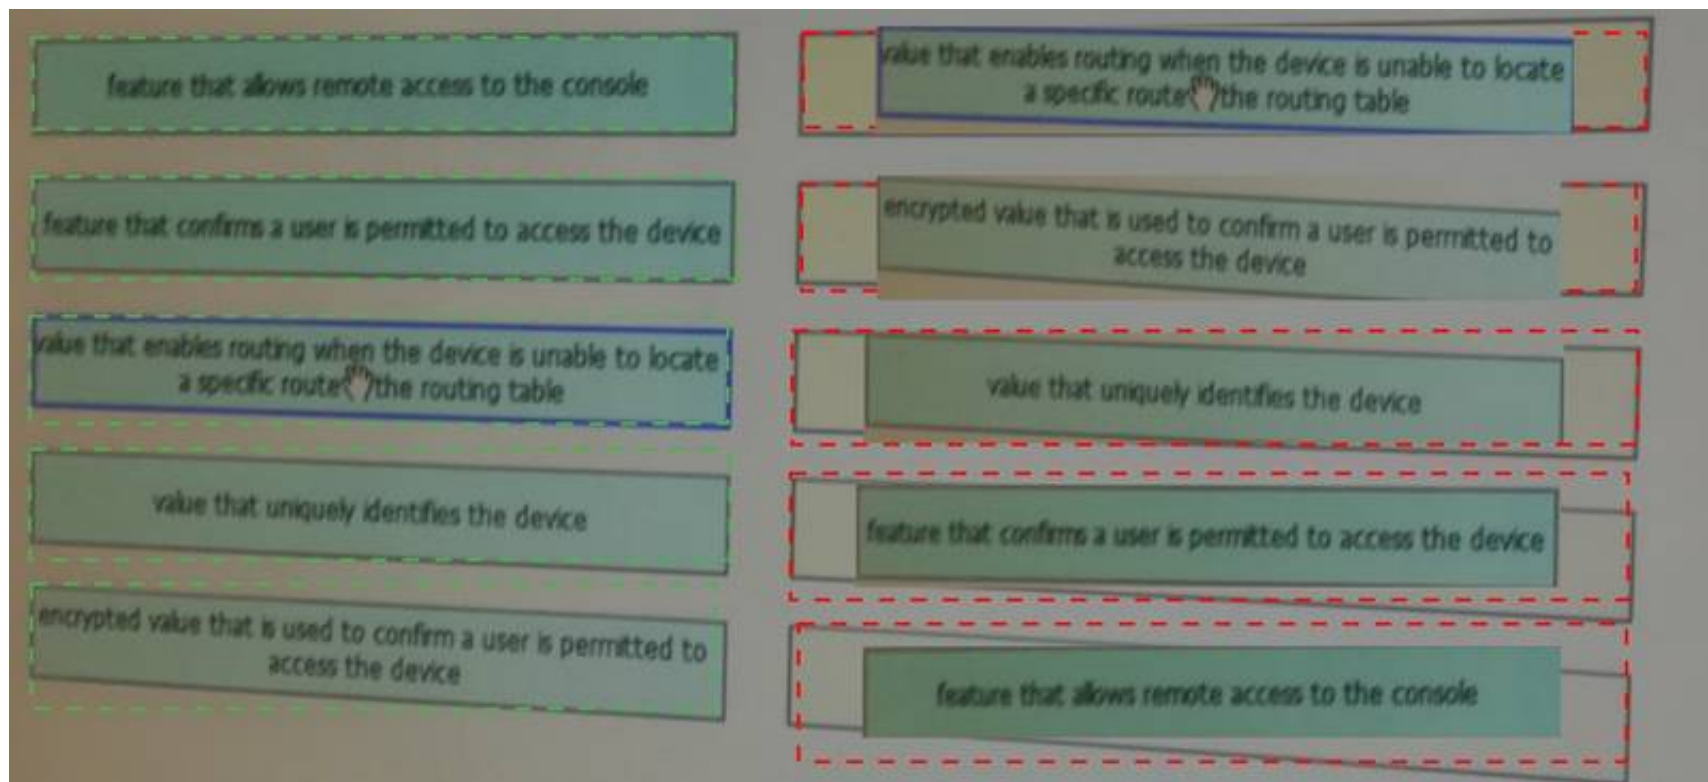 feature that allows remote access to the console
feature that confirms a user is permitted to access the device
value that enables routing when the device is unable to locate
a specific route the routing table
value that uniquely identifies the device
encrypted value that is used to confirm a user is permitted to
access the device
value that enables routing when the device is unable to locate
a specific route the routing table
encrypted value that is used to confirm a user is permitted to
access the device
value that uniquely identifies the device
feature that confirms a user is permitted to access the device
feature that allows remote access to the console